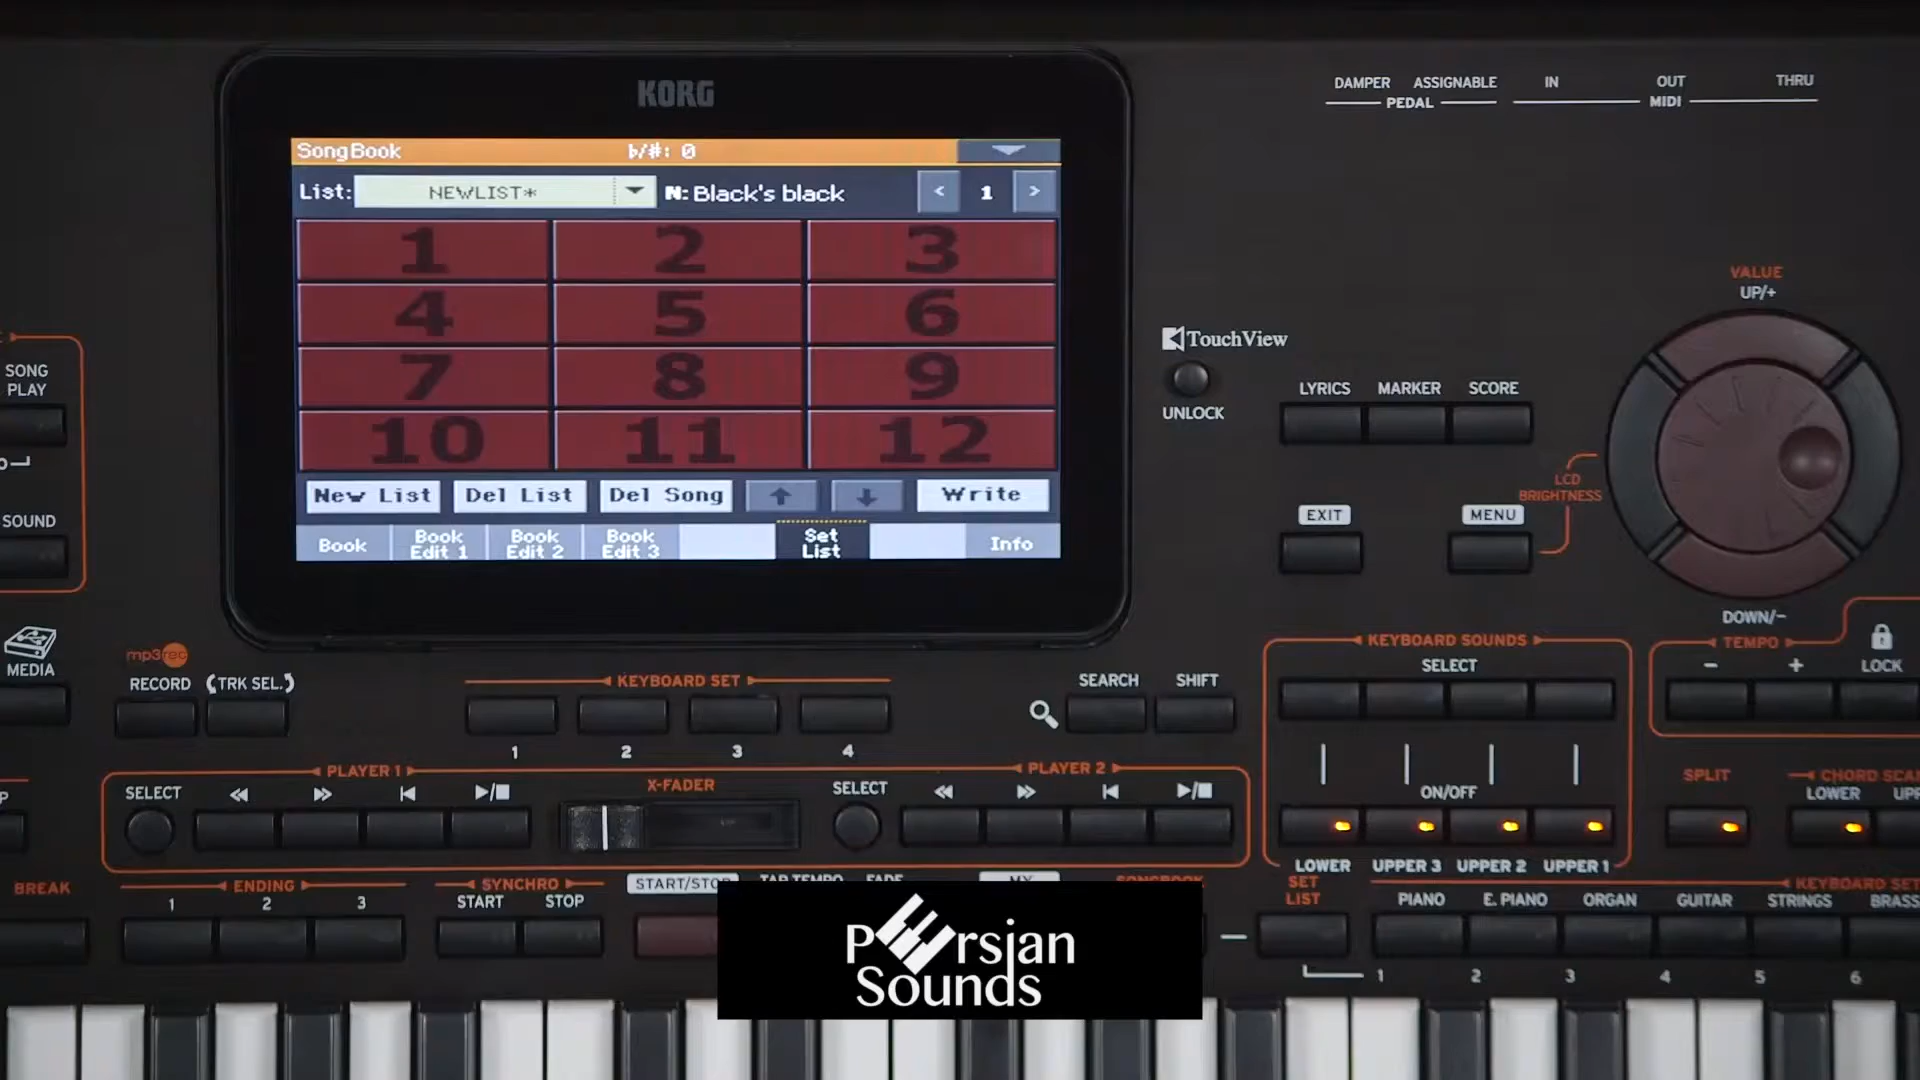 KORG
SongBook
♭/#: 0
List: NEWLIST* N: Black's black < 1 >
1 2 3
4 5 6
7 8 9
10 11 12
New List Del List Del Song Write
Book Book Edit 1 Book Edit 2 Book Edit 3 Set List Info
DAMPER ASSIGNABLE IN OUT THRU
PEDAL MIDI
VALUE
UP/+
DOWN/-
TouchView
UNLOCK
LYRICS MARKER SCORE
LCD
BRIGHTNESS
EXIT MENU
SONG
PLAY
SOUND
MEDIA
mp3rec
RECORD TRK SEL.
KEYBOARD SET
1 2 3 4
SEARCH SHIFT
KEYBOARD SOUNDS
SELECT
ON/OFF
LOWER UPPER 3 UPPER 2 UPPER 1
TEMPO
- + LOCK
SPLIT
LOWER
PLAYER 1
SELECT
X-FADER
PLAYER 2
SELECT
BREAK
ENDING
1 2 3
SYNCHRO
START STOP
START/STOP
SET
LIST
KEYBOARD SET
PIANO E. PIANO ORGAN GUITAR STRINGS BRASS
1 2 3 4 5 6
Persian
Sounds